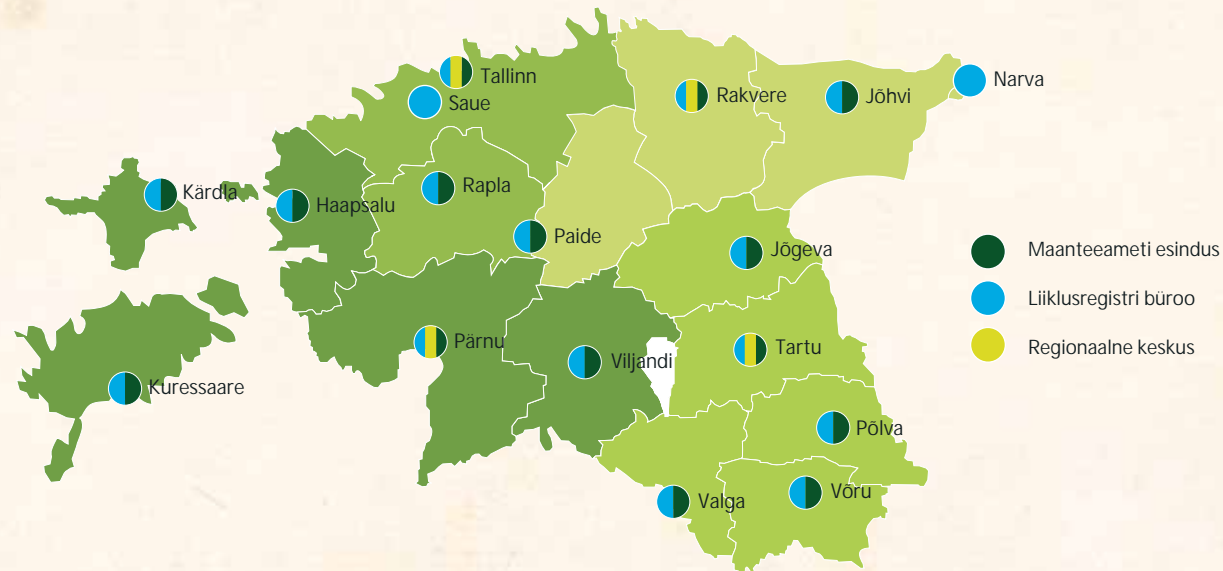 Tallinn
Saue
Rakvere
Jõhvi
Narva
Kärdla
Haapsalu
Rapla
Paide
Jõgeva
Pärnu
Viljandi
Tartu
Kuressaare
Põlva
Valga
Võru
Maanteeameti esindus
Liiklusregistri büroo
Regionaalne keskus